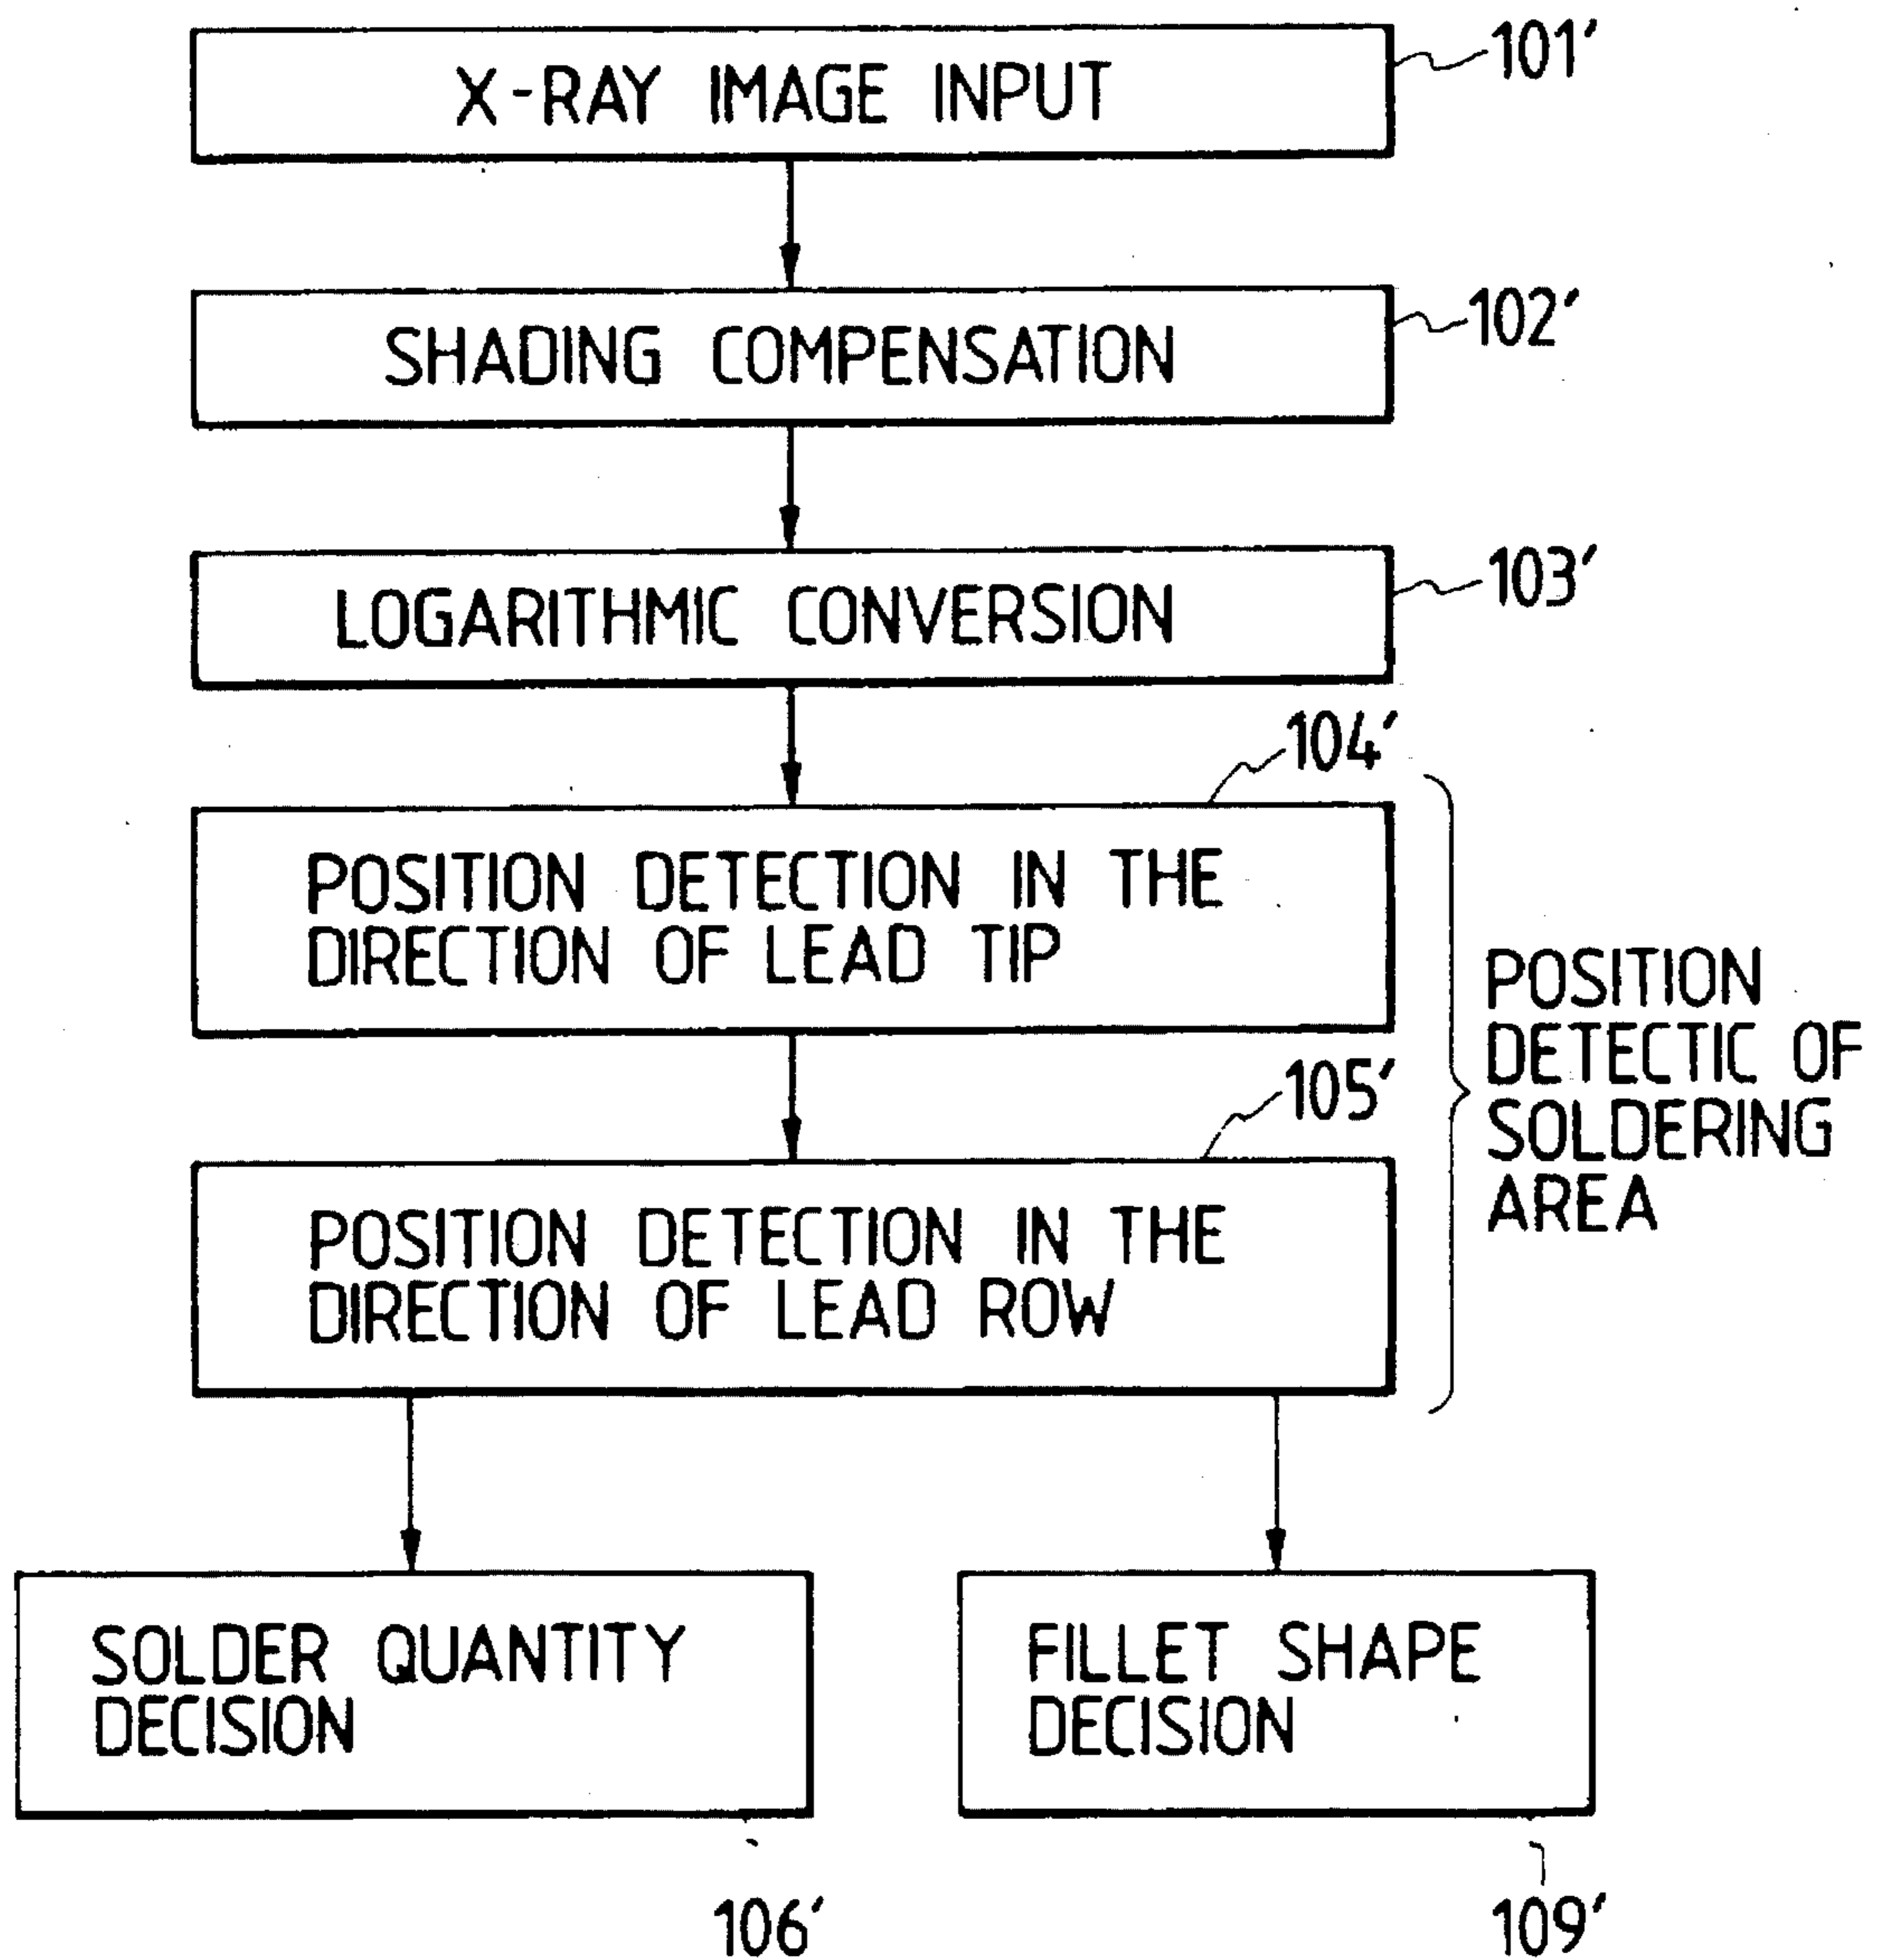 X-RAY IMAGE INPUT
101'
SHADING COMPENSATION
102'
LOGARITHMIC CONVERSION
103'
104'
POSITION DETECTION IN THE
DIRECTION OF LEAD TIP
105'
POSITION DETECTION IN THE
DIRECTION OF LEAD ROW
POSITION
DETECTIC OF
SOLDERING
AREA
SOLDER QUANTITY
DECISION
106'
FILLET SHAPE
DECISION
109'